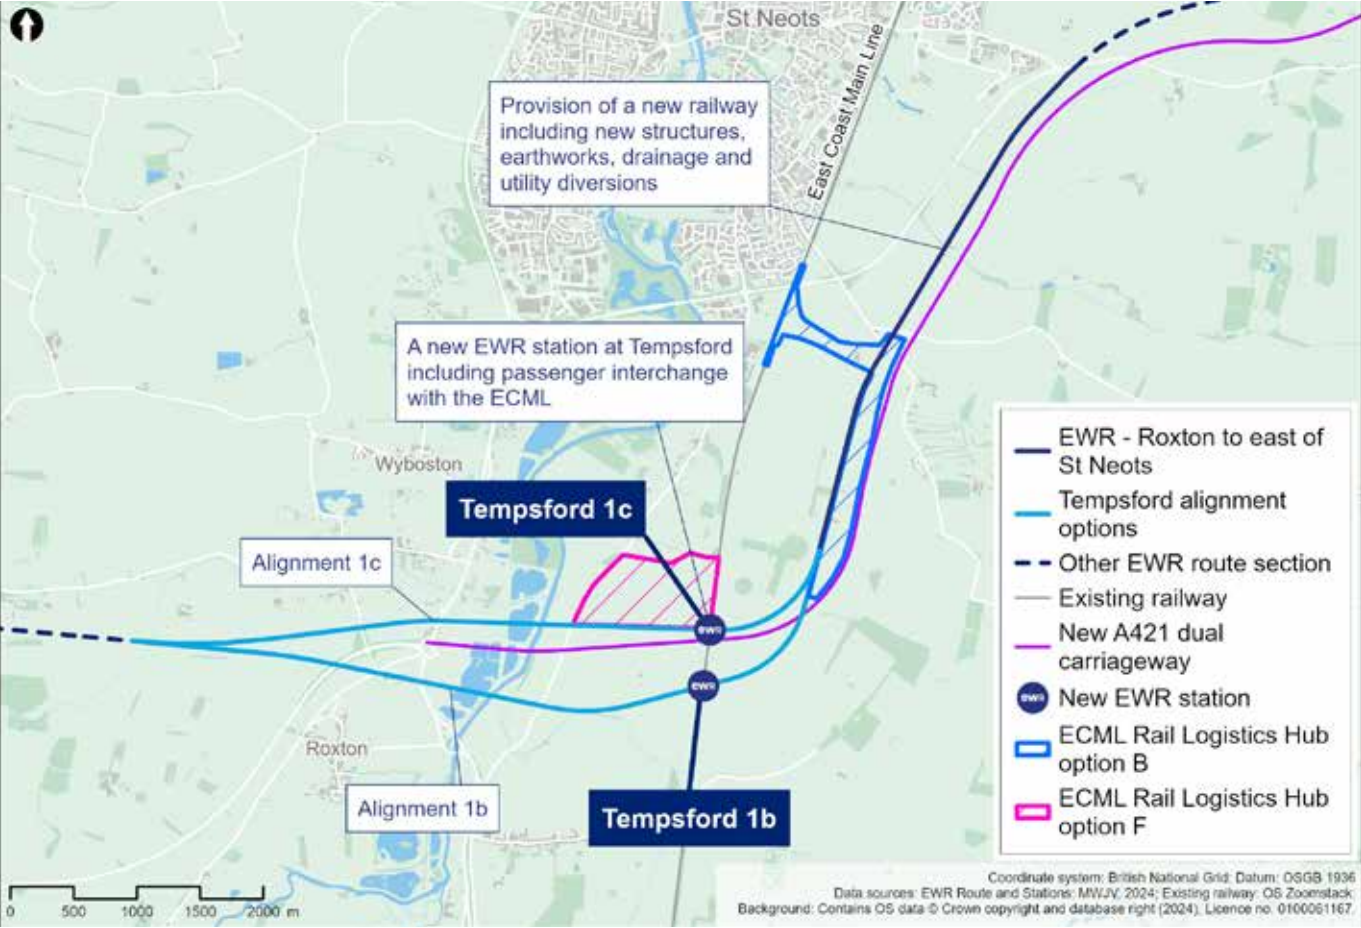 St Neots
East Coast Main Line
Provision of a new railway
including new structures,
earthworks, drainage and
utility diversions
A new EWR station at Tempsford
including passenger interchange
with the ECML
Wyboston
Tempsford 1c
Alignment 1c
ewr
ewr
Roxton
Alignment 1b
Tempsford 1b
EWR - Roxton to east of
St Neots
Tempsford alignment
options
Other EWR route section
Existing railway
New A421 dual
carriageway
ewr
New EWR station
ECML Rail Logistics Hub
option B
ECML Rail Logistics Hub
option F
0 500 1000 1500 2000 m
Coordinate system: British National Grid: Datum: OSGB 1936
Data sources: EWR Route and Stations: MWJV, 2024; Existing railway: OS Zoomstack
Background: Contains OS data © Crown copyright and database right (2024), Licence no. 0100061167.